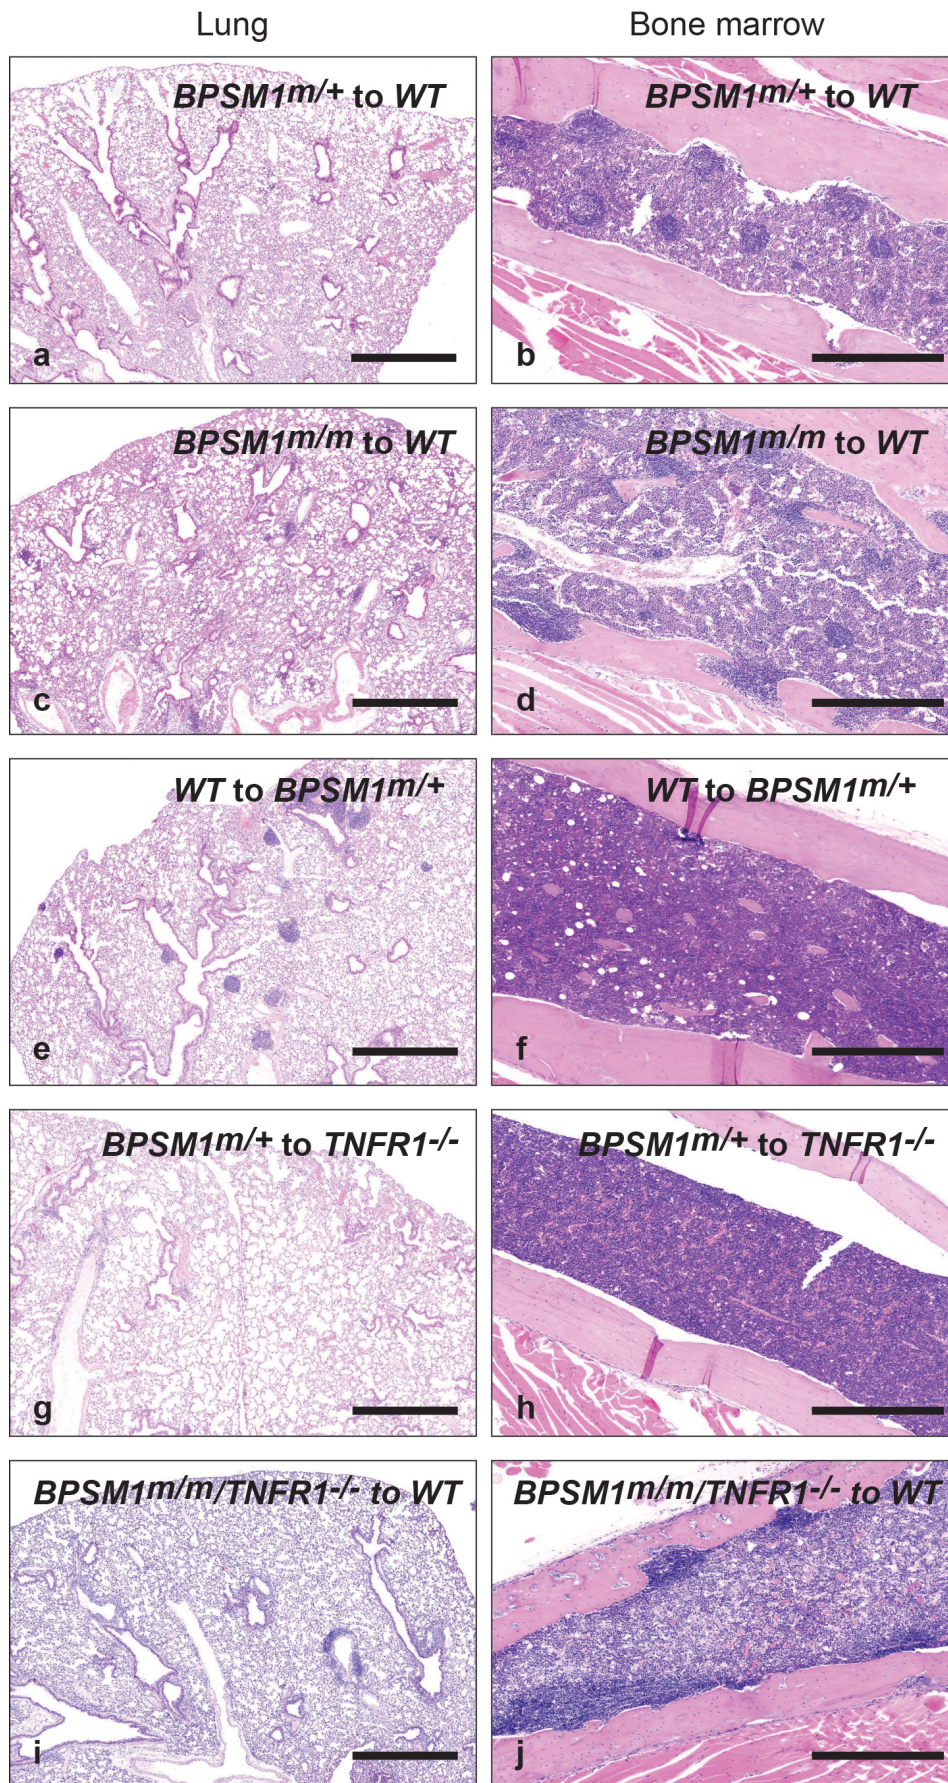 Lung Bone marrow
BPSM1m/+ to WT BPSM1m/+ to WT
a b
BPSM1m/m to WT BPSM1m/m to WT
c d
WT to BPSM1m/+ WT to BPSM1m/+
e f
BPSM1m/+ to TNFR1-/- BPSM1m/+ to TNFR1-/-
g h
BPSM1m/m/TNFR1-/- to WT BPSM1m/m/TNFR1-/- to WT
i j